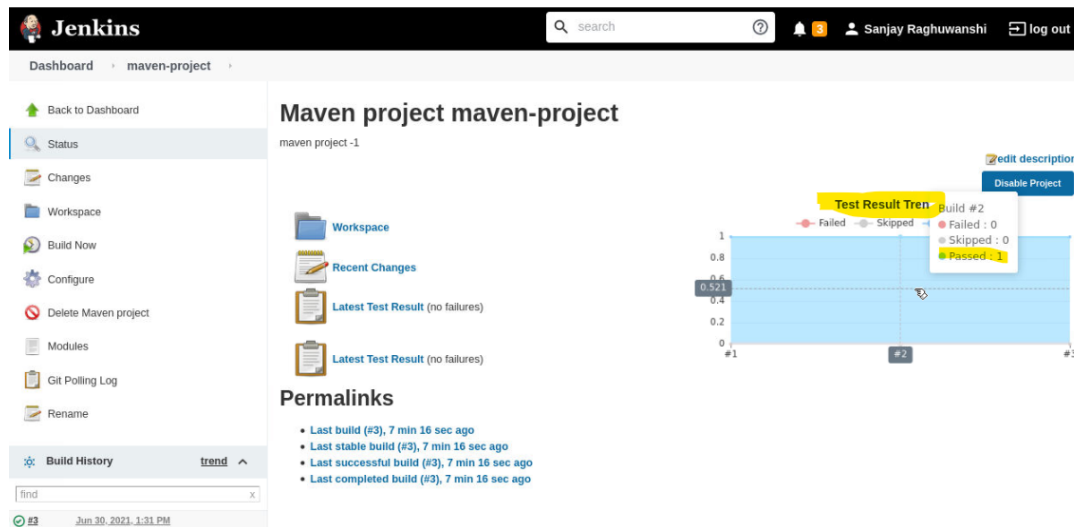 Jenkins
search
3
Sanjay Raghuwanshi
log out
Dashboard
maven-project
Back to Dashboard
Status
Changes
Workspace
Build Now
Configure
Delete Maven project
Modules
Git Polling Log
Rename
Build History
trend
find
x
#3
Jun 30, 2021, 1:31 PM
Maven project maven-project
maven project -1
edit description
Disable Project
Workspace
Recent Changes
Latest Test Result (no failures)
Latest Test Result (no failures)
Test Result Tren
Failed Skipped
Build #2
Failed : 0
Skipped : 0
Passed : 1
1
0.8
0.6
0.521
0.4
0.2
0
#1
#2
#3
Permalinks
Last build (#3), 7 min 16 sec ago
Last stable build (#3), 7 min 16 sec ago
Last successful build (#3), 7 min 16 sec ago
Last completed build (#3), 7 min 16 sec ago